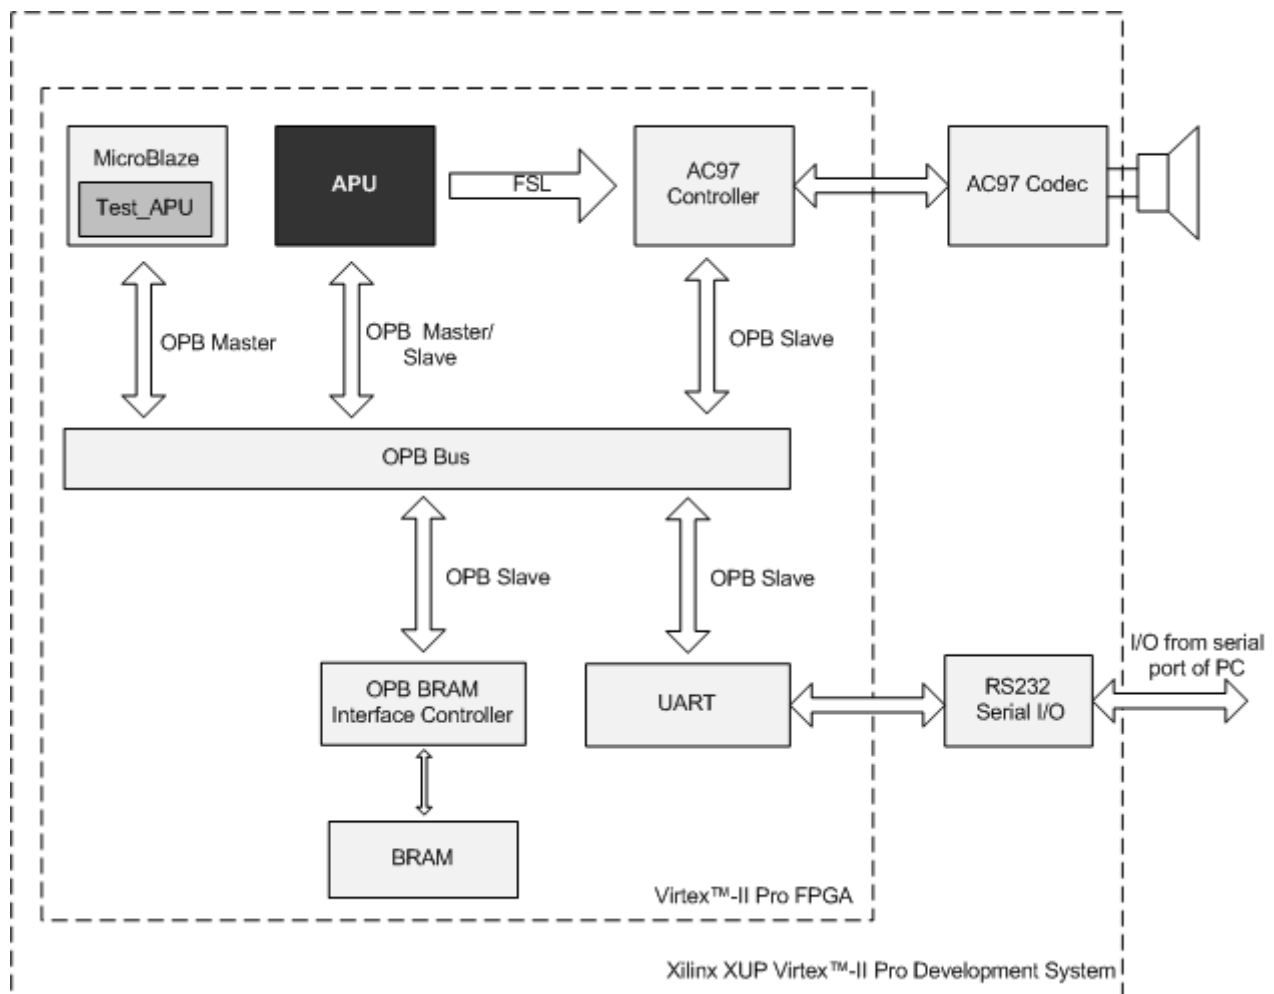 MicroBlaze
Test_APU
APU
FSL
AC97
Controller
AC97 Codec
OPB Master
OPB  Master/
Slave
OPB Slave
OPB Bus
OPB Slave
OPB Slave
I/O from serial
port of PC
OPB BRAM
Interface Controller
UART
RS232
Serial I/O
BRAM
Virtex™-II Pro FPGA
Xilinx XUP Virtex™-II Pro Development System